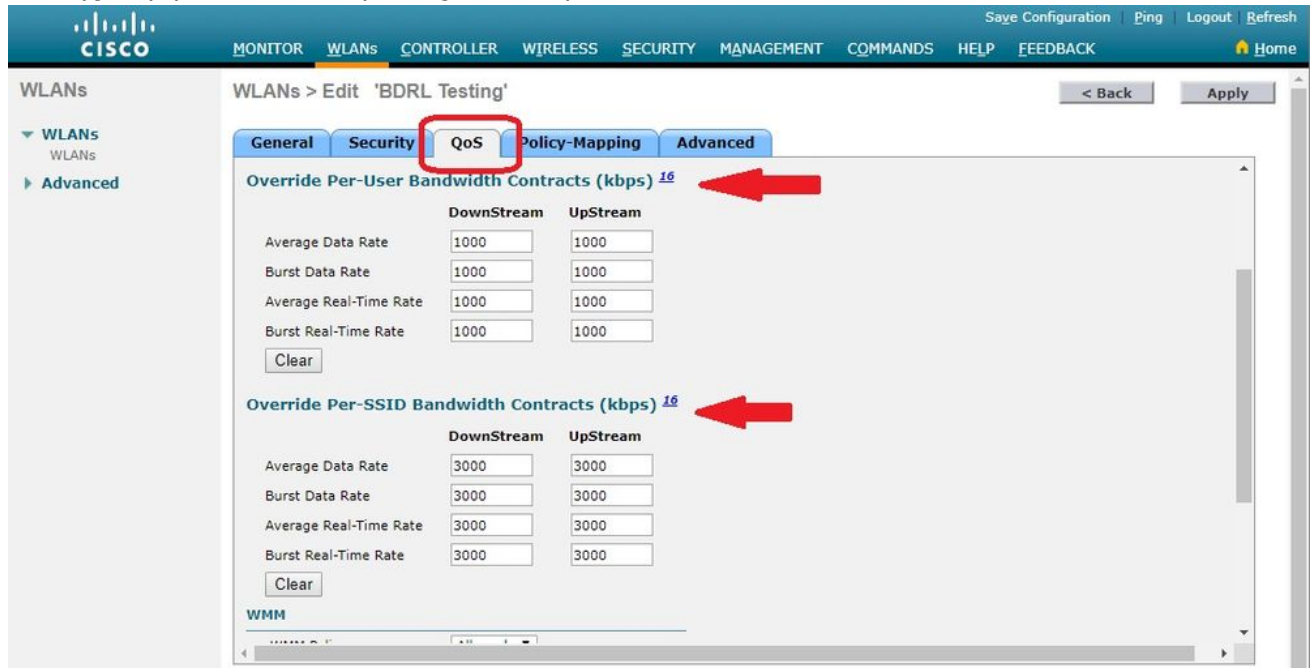 Save Configuration Ping Logout Refresh
CISCO MONITOR WLANs CONTROLLER WIRELESS SECURITY MANAGEMENT COMMANDS HELP FEEDBACK Home
WLANs
WLANs > Edit 'BDRL Testing'
< Back Apply
WLANs
WLANs
Advanced
General Security QoS Policy-Mapping Advanced
Override Per-User Bandwidth Contracts (kbps) 16
DownStream UpStream
Average Data Rate 1000 1000
Burst Data Rate 1000 1000
Average Real-Time Rate 1000 1000
Burst Real-Time Rate 1000 1000
Clear
Override Per-SSID Bandwidth Contracts (kbps) 16
DownStream UpStream
Average Data Rate 3000 3000
Burst Data Rate 3000 3000
Average Real-Time Rate 3000 3000
Burst Real-Time Rate 3000 3000
Clear
WMM